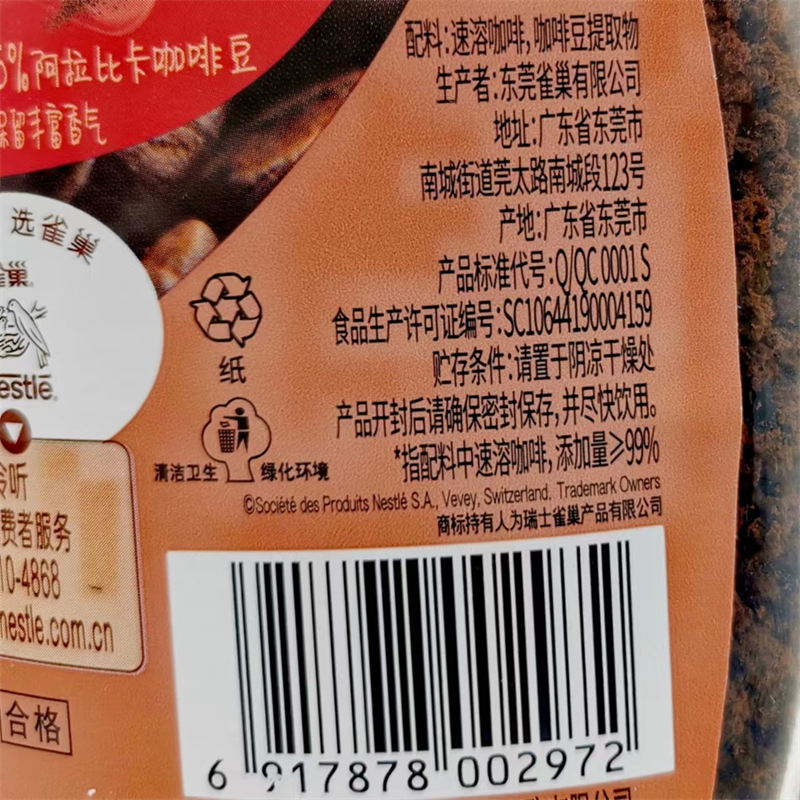 5%阿拉比卡咖啡豆
保留丰富香气
配料:速溶咖啡,咖啡豆提取物
生产者:东莞雀巢有限公司
地址:广东省东莞市
南城街道莞太路南城段123号
产地:广东省东莞市
产品标准代号:Q/QC 0001 S
食品生产许可证编号:SC10644190004159
贮存条件:请置于阴凉干燥处
产品开封后请确保密封保存,并尽快饮用。
*指配料中速溶咖啡,添加量≥99%
©Société des Produits Nestlé S.A., Vevey, Switzerland. Trademark Owners
商标持有人为瑞士雀巢产品有限公司
选雀巢
雀巢®
Nestlé®
纸
清洁卫生 绿化环境
聆听
费者服务
10-4868
nestle.com.cn
合格
6 917878 002972